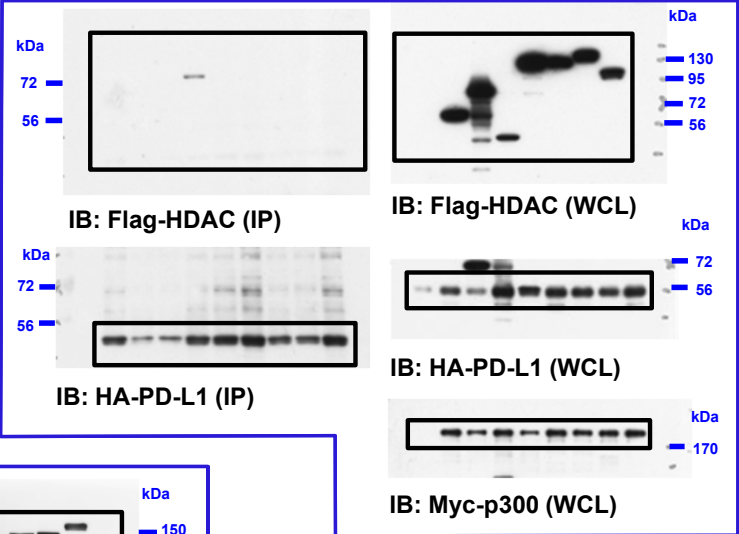 kDa
72
56
IB: Flag-HDAC (IP)
kDa
130
95
72
56
IB: Flag-HDAC (WCL)
kDa
72
56
IB: HA-PD-L1 (IP)
kDa
72
56
IB: HA-PD-L1 (WCL)
kDa
170
IB: Myc-p300 (WCL)
kDa
150